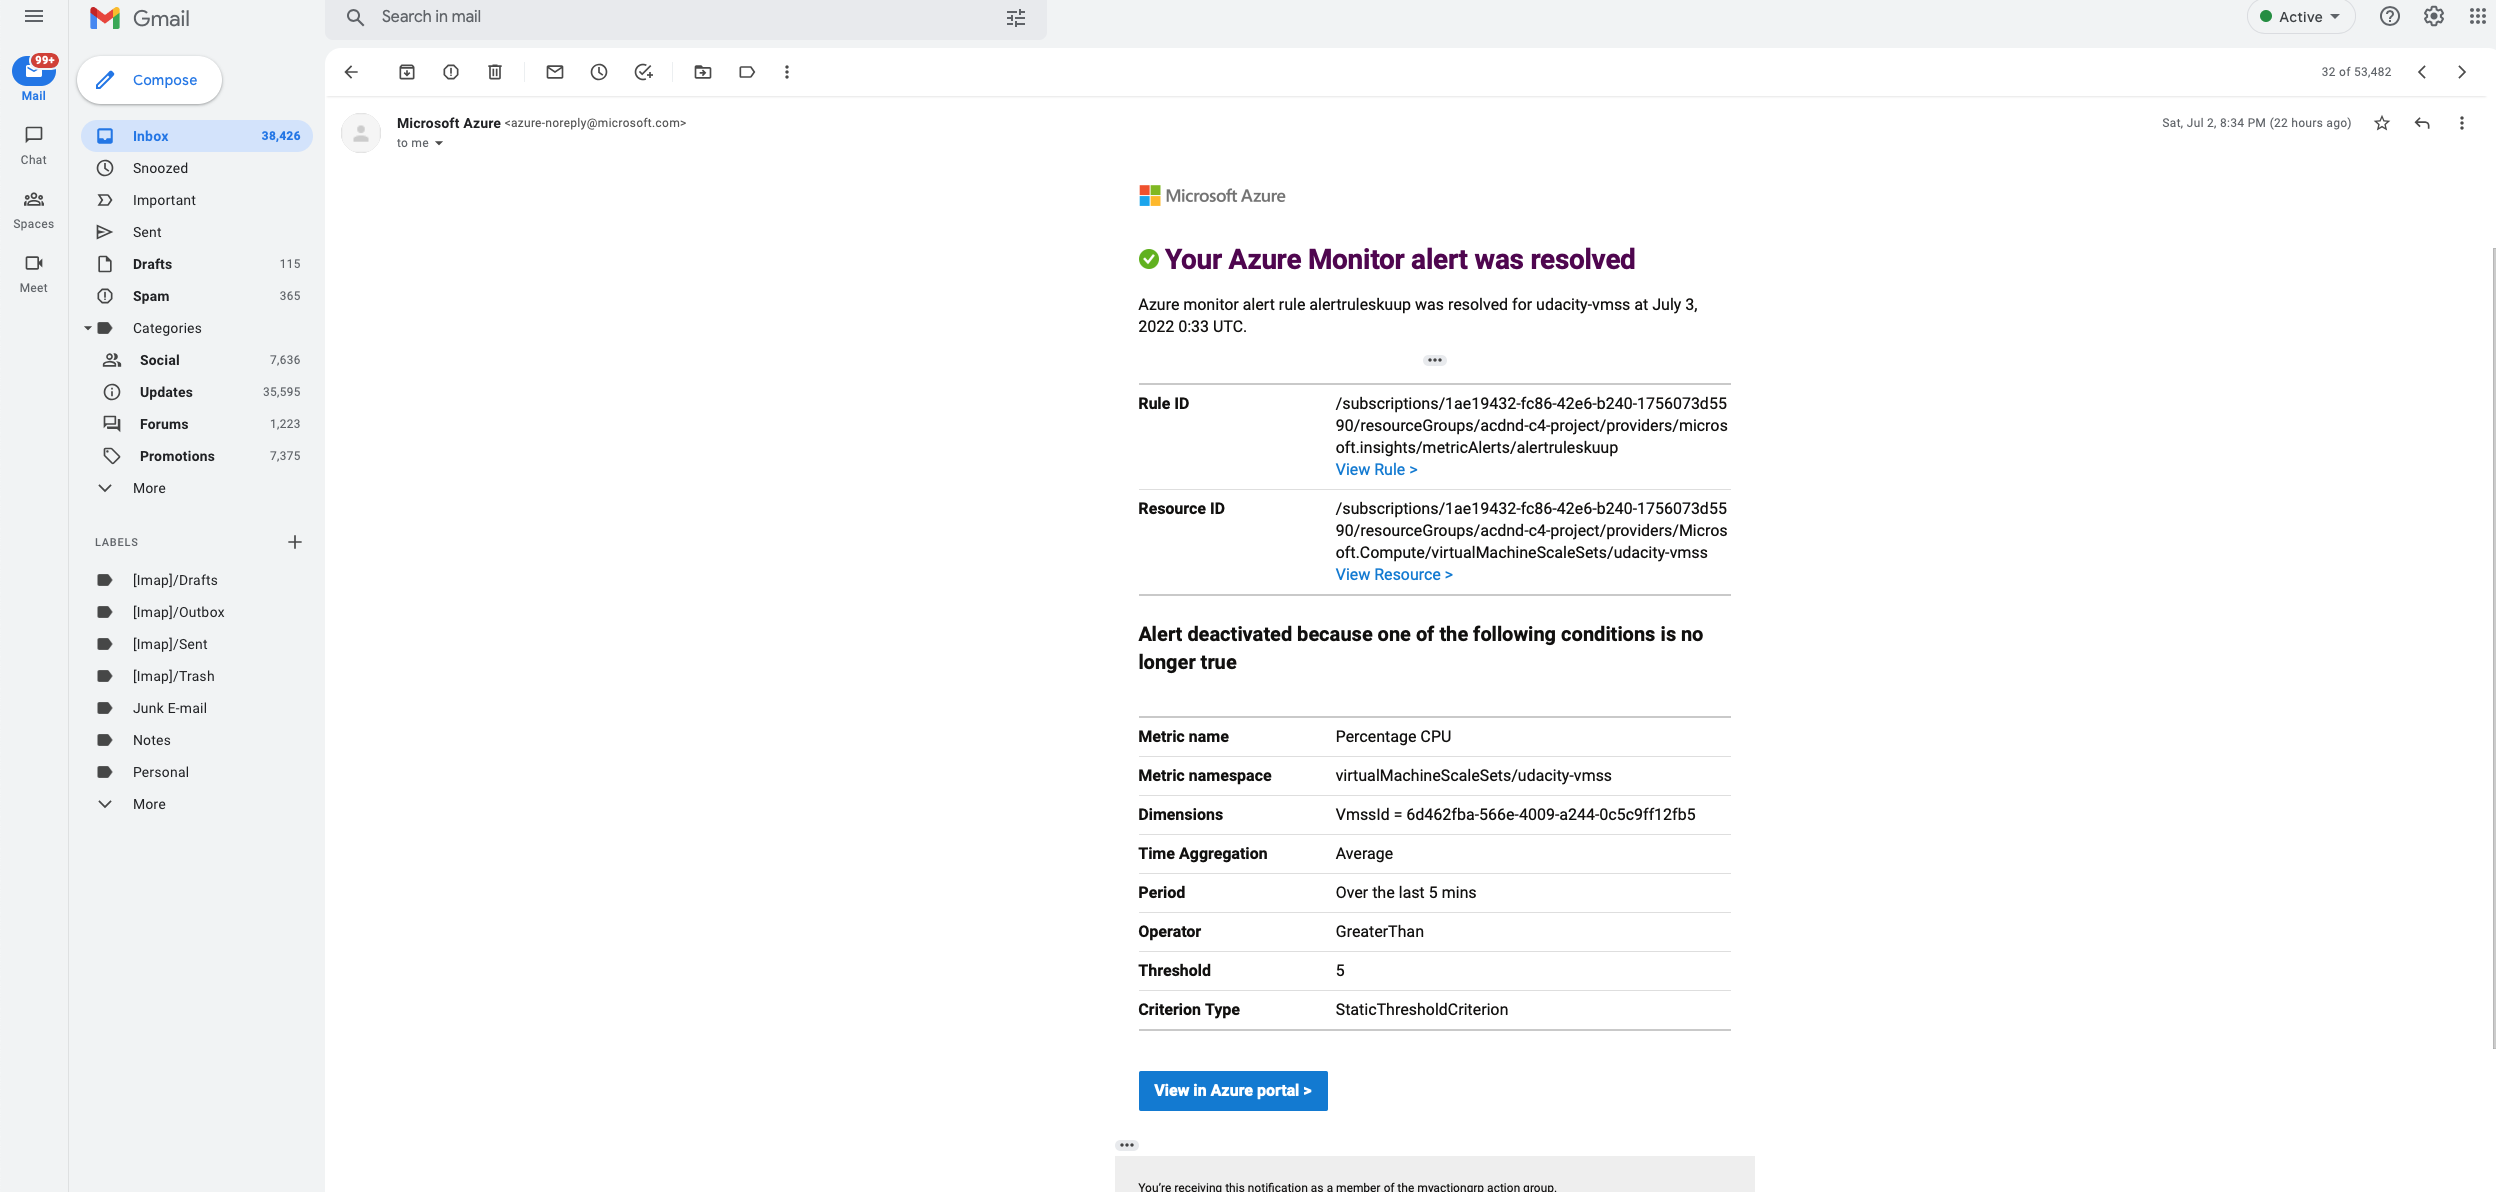 Gmail
Search in mail
Active
99+
Mail
Chat
Spaces
Meet
Compose
Inbox 38,426
Snoozed
Important
Sent
Drafts 115
Spam 365
Categories
Social 7,636
Updates 35,595
Forums 1,223
Promotions 7,375
More
LABELS
[Imap]/Drafts
[Imap]/Outbox
[Imap]/Sent
[Imap]/Trash
Junk E-mail
Notes
Personal
More
32 of 53,482
Microsoft Azure <azure-noreply@microsoft.com>
to me
Sat, Jul 2, 8:34 PM (22 hours ago)
Microsoft Azure
Your Azure Monitor alert was resolved
Azure monitor alert rule alertruleskuup was resolved for udacity-vmss at July 3,
2022 0:33 UTC.
Rule ID /subscriptions/1ae19432-fc86-42e6-b240-1756073d55
90/resourceGroups/acdnd-c4-project/providers/micros
oft.insights/metricAlerts/alertruleskuup
View Rule >
Resource ID /subscriptions/1ae19432-fc86-42e6-b240-1756073d55
90/resourceGroups/acdnd-c4-project/providers/Micros
oft.Compute/virtualMachineScaleSets/udacity-vmss
View Resource >
Alert deactivated because one of the following conditions is no
longer true
Metric name Percentage CPU
Metric namespace virtualMachineScaleSets/udacity-vmss
Dimensions VmssId = 6d462fba-566e-4009-a244-0c5c9ff12fb5
Time Aggregation Average
Period Over the last 5 mins
Operator GreaterThan
Threshold 5
Criterion Type StaticThresholdCriterion
View in Azure portal >
You're receiving this notification as a member of the myactiongrp action group.